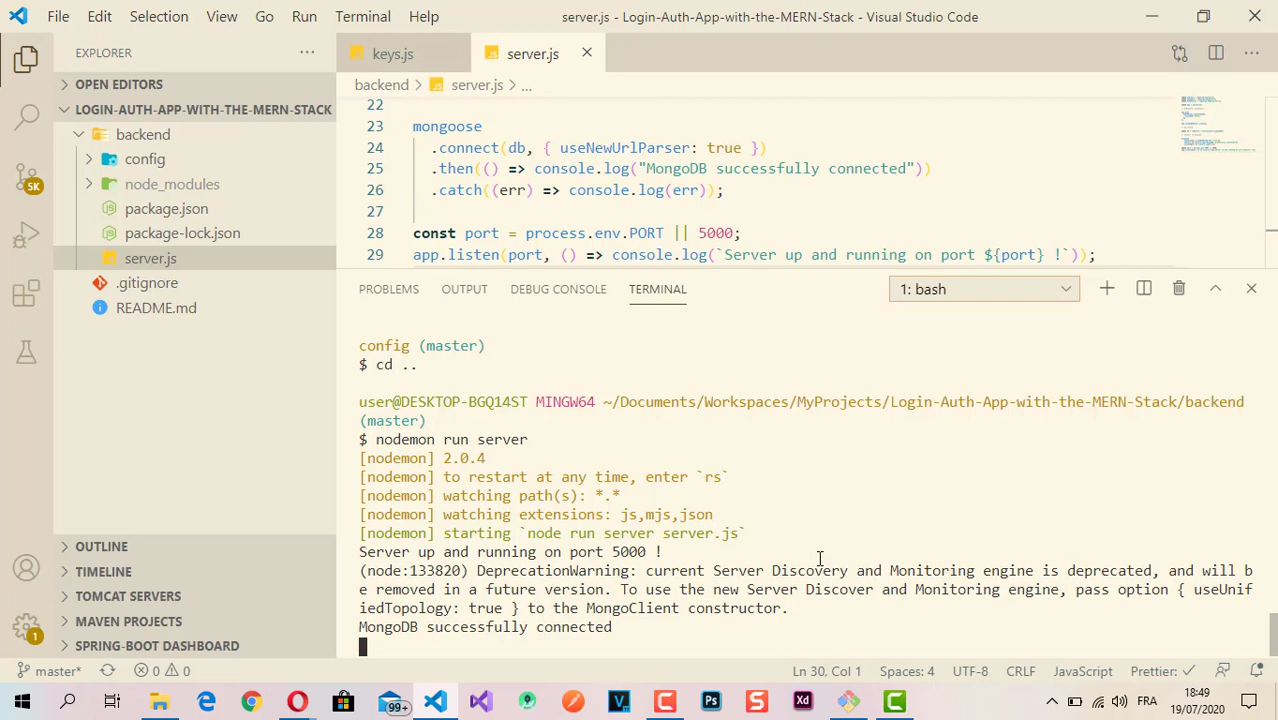 File Edit Selection View Go Run Terminal Help
server.js - Login-Auth-App-with-the-MERN-Stack - Visual Studio Code
EXPLORER
OPEN EDITORS
LOGIN-AUTH-APP-WITH-THE-MERN-STACK
backend
config
node_modules
package.json
package-lock.json
server.js
.gitignore
README.md
OUTLINE
TIMELINE
TOMCAT SERVERS
MAVEN PROJECTS
SPRING-BOOT DASHBOARD
5K
1
keys.js
server.js
backend > server.js > ...
22
23 mongoose
24 .connect(db, { useNewUrlParser: true })
25 .then(() => console.log("MongoDB successfully connected"))
26 .catch((err) => console.log(err));
27
28 const port = process.env.PORT || 5000;
29 app.listen(port, () => console.log(`Server up and running on port ${port} !`));
PROBLEMS OUTPUT DEBUG CONSOLE TERMINAL
1: bash
config (master)
$ cd ..
user@DESKTOP-BGQ14ST MINGW64 ~/Documents/Workspaces/MyProjects/Login-Auth-App-with-the-MERN-Stack/backend
(master)
$ nodemon run server
[nodemon] 2.0.4
[nodemon] to restart at any time, enter `rs`
[nodemon] watching path(s): *.*
[nodemon] watching extensions: js,mjs,json
[nodemon] starting `node run server server.js`
Server up and running on port 5000 !
(node:133820) DeprecationWarning: current Server Discovery and Monitoring engine is deprecated, and will b
e removed in a future version. To use the new Server Discover and Monitoring engine, pass option { useUnif
iedTopology: true } to the MongoClient constructor.
MongoDB successfully connected
master* 0 0
Ln 30, Col 1 Spaces: 4 UTF-8 CRLF JavaScript Prettier: ✓
99+
Ps
S
Xd
FRA
18:49
19/07/2020